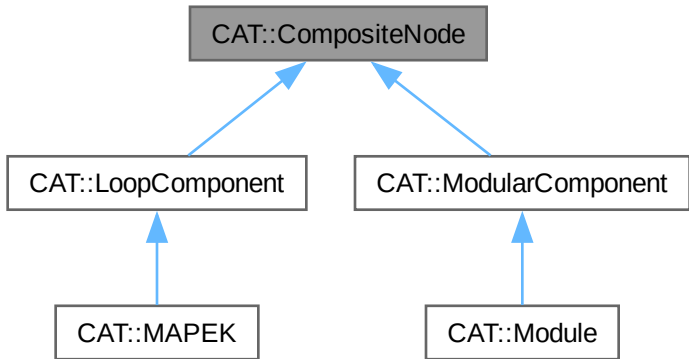 CAT::CompositeNode
CAT::LoopComponent
CAT::ModularComponent
CAT::MAPEK
CAT::Module